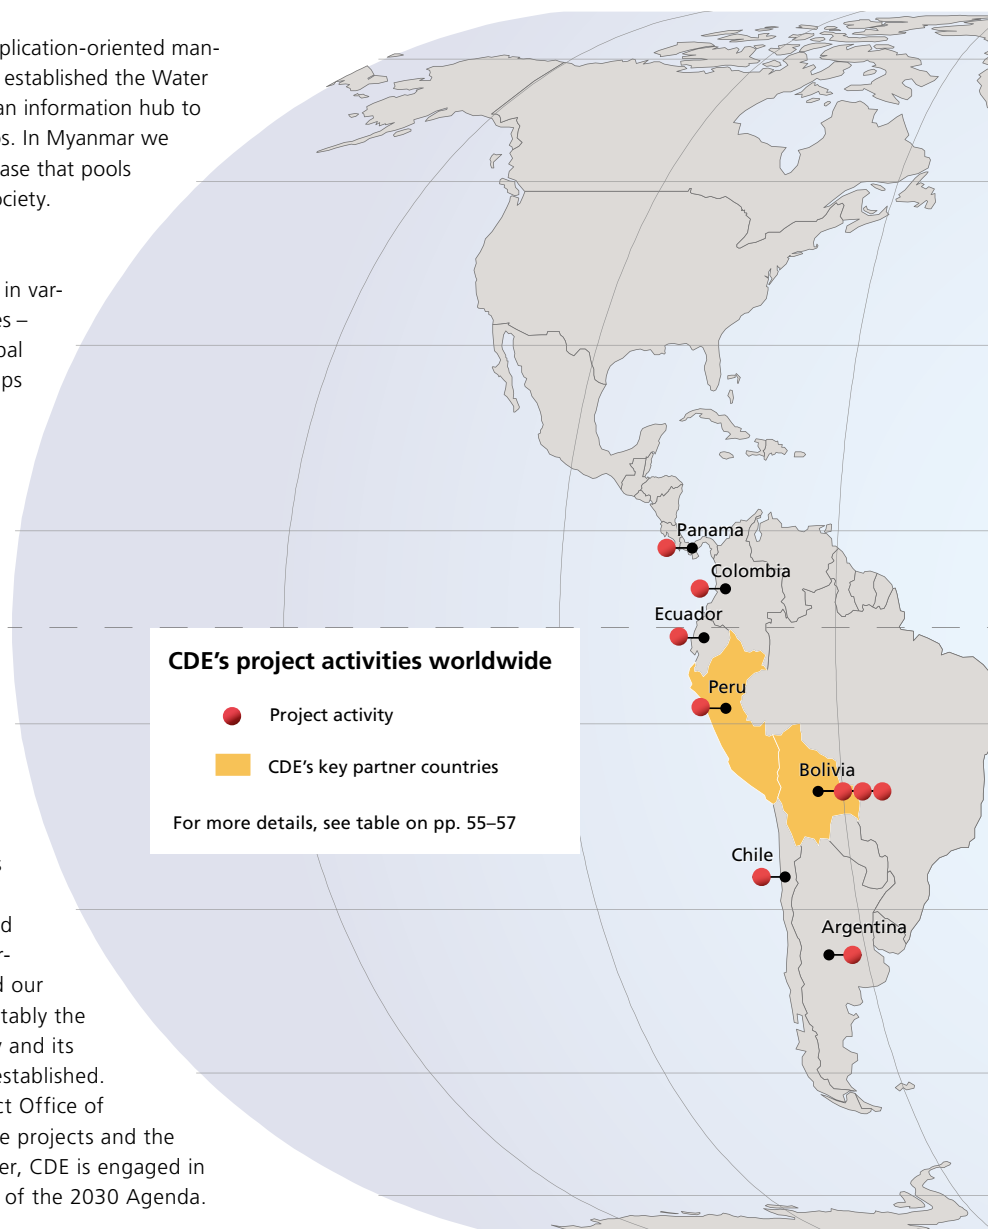 plication-oriented man-
established the Water
an information hub to
s. In Myanmar we
ase that pools
ociety.
in var-
es –
bal
ps
Panama
Colombia
Ecuador
Peru
Bolivia
Chile
Argentina
CDE’s project activities worldwide
Project activity
CDE’s key partner countries
For more details, see table on pp. 55–57
s
d
r-
d our
tably the
y and its
established.
ct Office of
e projects and the
er, CDE is engaged in
of the 2030 Agenda.